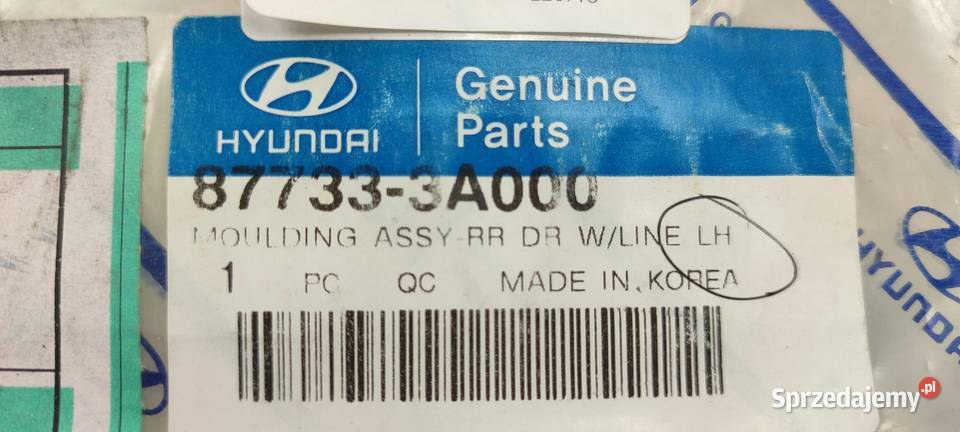 HYUNDAI
Genuine
Parts
87733-3A000
MOULDING ASSY-RR DR W/LINE LH
1 PC QC MADE IN KOREA
HYUNDAI
Sprzedajemy.pl